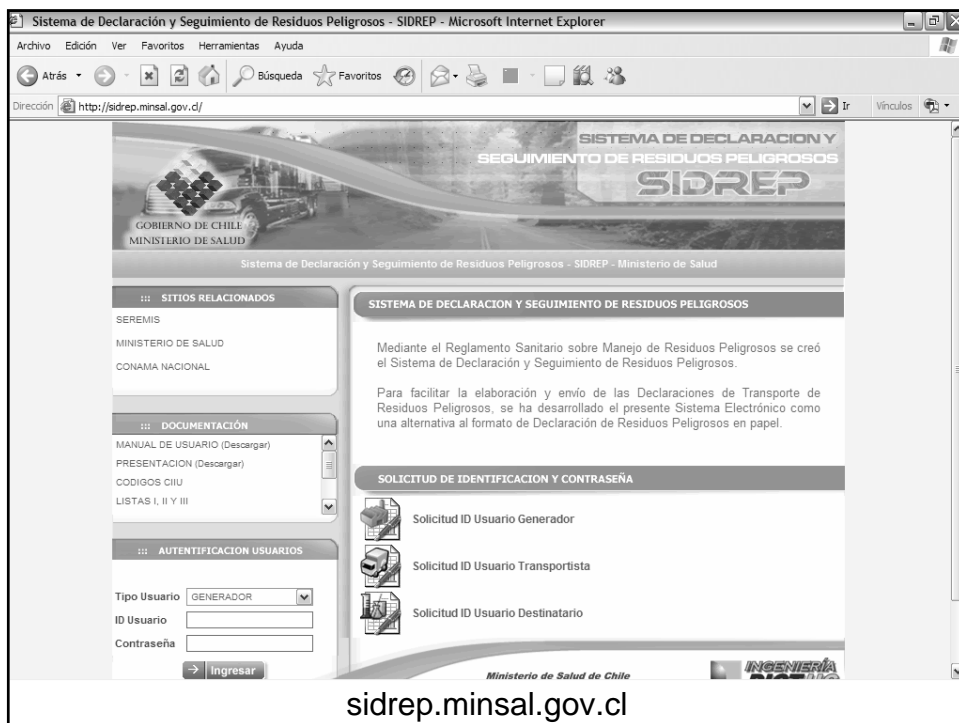 Sistema de Declaración y Seguimiento de Residuos Peligrosos - SIDREP - Microsoft Internet Explorer
Archivo Edición Ver Favoritos Herramientas Ayuda
Atrás Búsqueda Favoritos
Dirección http://sidrep.minsal.gov.cl/ Ir Vínculos
SISTEMA DE DECLARACION Y
SEGUIMIENTO DE RESIDUOS PELIGROSOS
SIDREP
GOBIERNO DE CHILE
MINISTERIO DE SALUD
Sistema de Declaración y Seguimiento de Residuos Peligrosos - SIDREP - Ministerio de Salud
::: SITIOS RELACIONADOS
SEREMIS
MINISTERIO DE SALUD
CONAMA NACIONAL
::: DOCUMENTACIÓN
MANUAL DE USUARIO (Descargar)
PRESENTACION (Descargar)
CODIGOS CIIU
LISTAS I, II Y III
::: AUTENTIFICACION USUARIOS
Tipo Usuario GENERADOR
ID Usuario
Contraseña
Ingresar
SISTEMA DE DECLARACION Y SEGUIMIENTO DE RESIDUOS PELIGROSOS
Mediante el Reglamento Sanitario sobre Manejo de Residuos Peligrosos se creó
el Sistema de Declaración y Seguimiento de Residuos Peligrosos.
Para facilitar la elaboración y envío de las Declaraciones de Transporte de
Residuos Peligrosos, se ha desarrollado el presente Sistema Electrónico como
una alternativa al formato de Declaración de Residuos Peligrosos en papel.
SOLICITUD DE IDENTIFICACION Y CONTRASEÑA
Solicitud ID Usuario Generador
Solicitud ID Usuario Transportista
Solicitud ID Usuario Destinatario
Ministerio de Salud de Chile
INGENIERÍA
sidrep.minsal.gov.cl